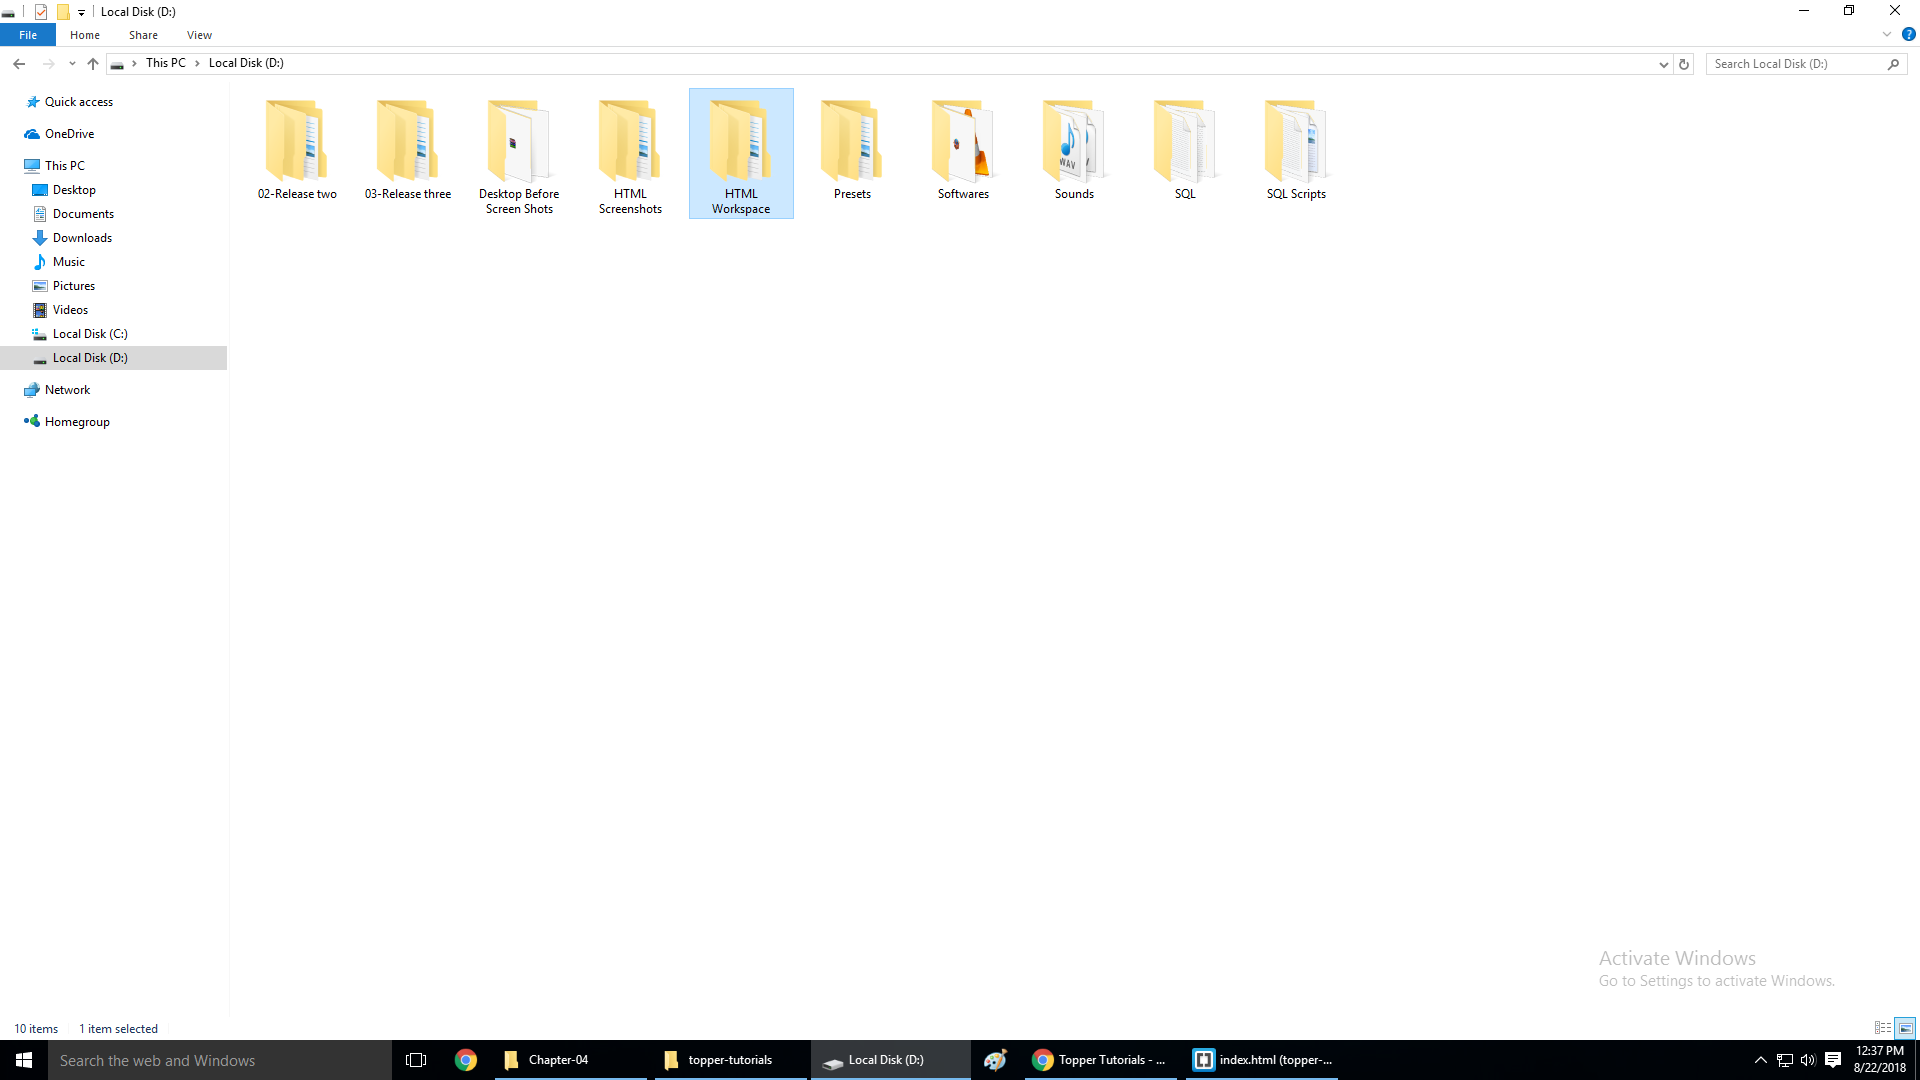 Local Disk (D:)
File Home Share View
This PC Local Disk (D:)
Search Local Disk (D:)
Quick access
OneDrive
This PC
Desktop
Documents
Downloads
Music
Pictures
Videos
Local Disk (C:)
Local Disk (D:)
Network
Homegroup
02-Release two
03-Release three
Desktop Before
Screen Shots
HTML
Screenshots
HTML
Workspace
Presets
Softwares
WAV
Sounds
SQL
SQL Scripts
Activate Windows
Go to Settings to activate Windows.
10 items 1 item selected
Search the web and Windows
Chapter-04
topper-tutorials
Local Disk (D:)
Topper Tutorials - ...
index.html (topper-...
12:37 PM
8/22/2018